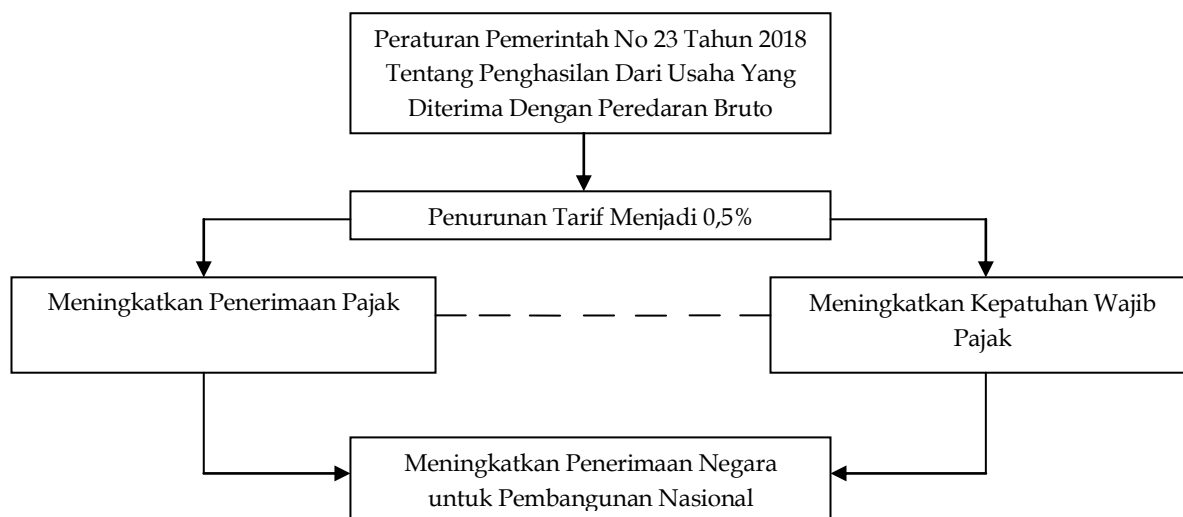 Peraturan Pemerintah No 23 Tahun 2018
Tentang Penghasilan Dari Usaha Yang
Diterima Dengan Peredaran Bruto
Penurunan Tarif Menjadi 0,5%
Meningkatkan Penerimaan Pajak
Meningkatkan Kepatuhan Wajib
Pajak
Meningkatkan Penerimaan Negara
untuk Pembangunan Nasional